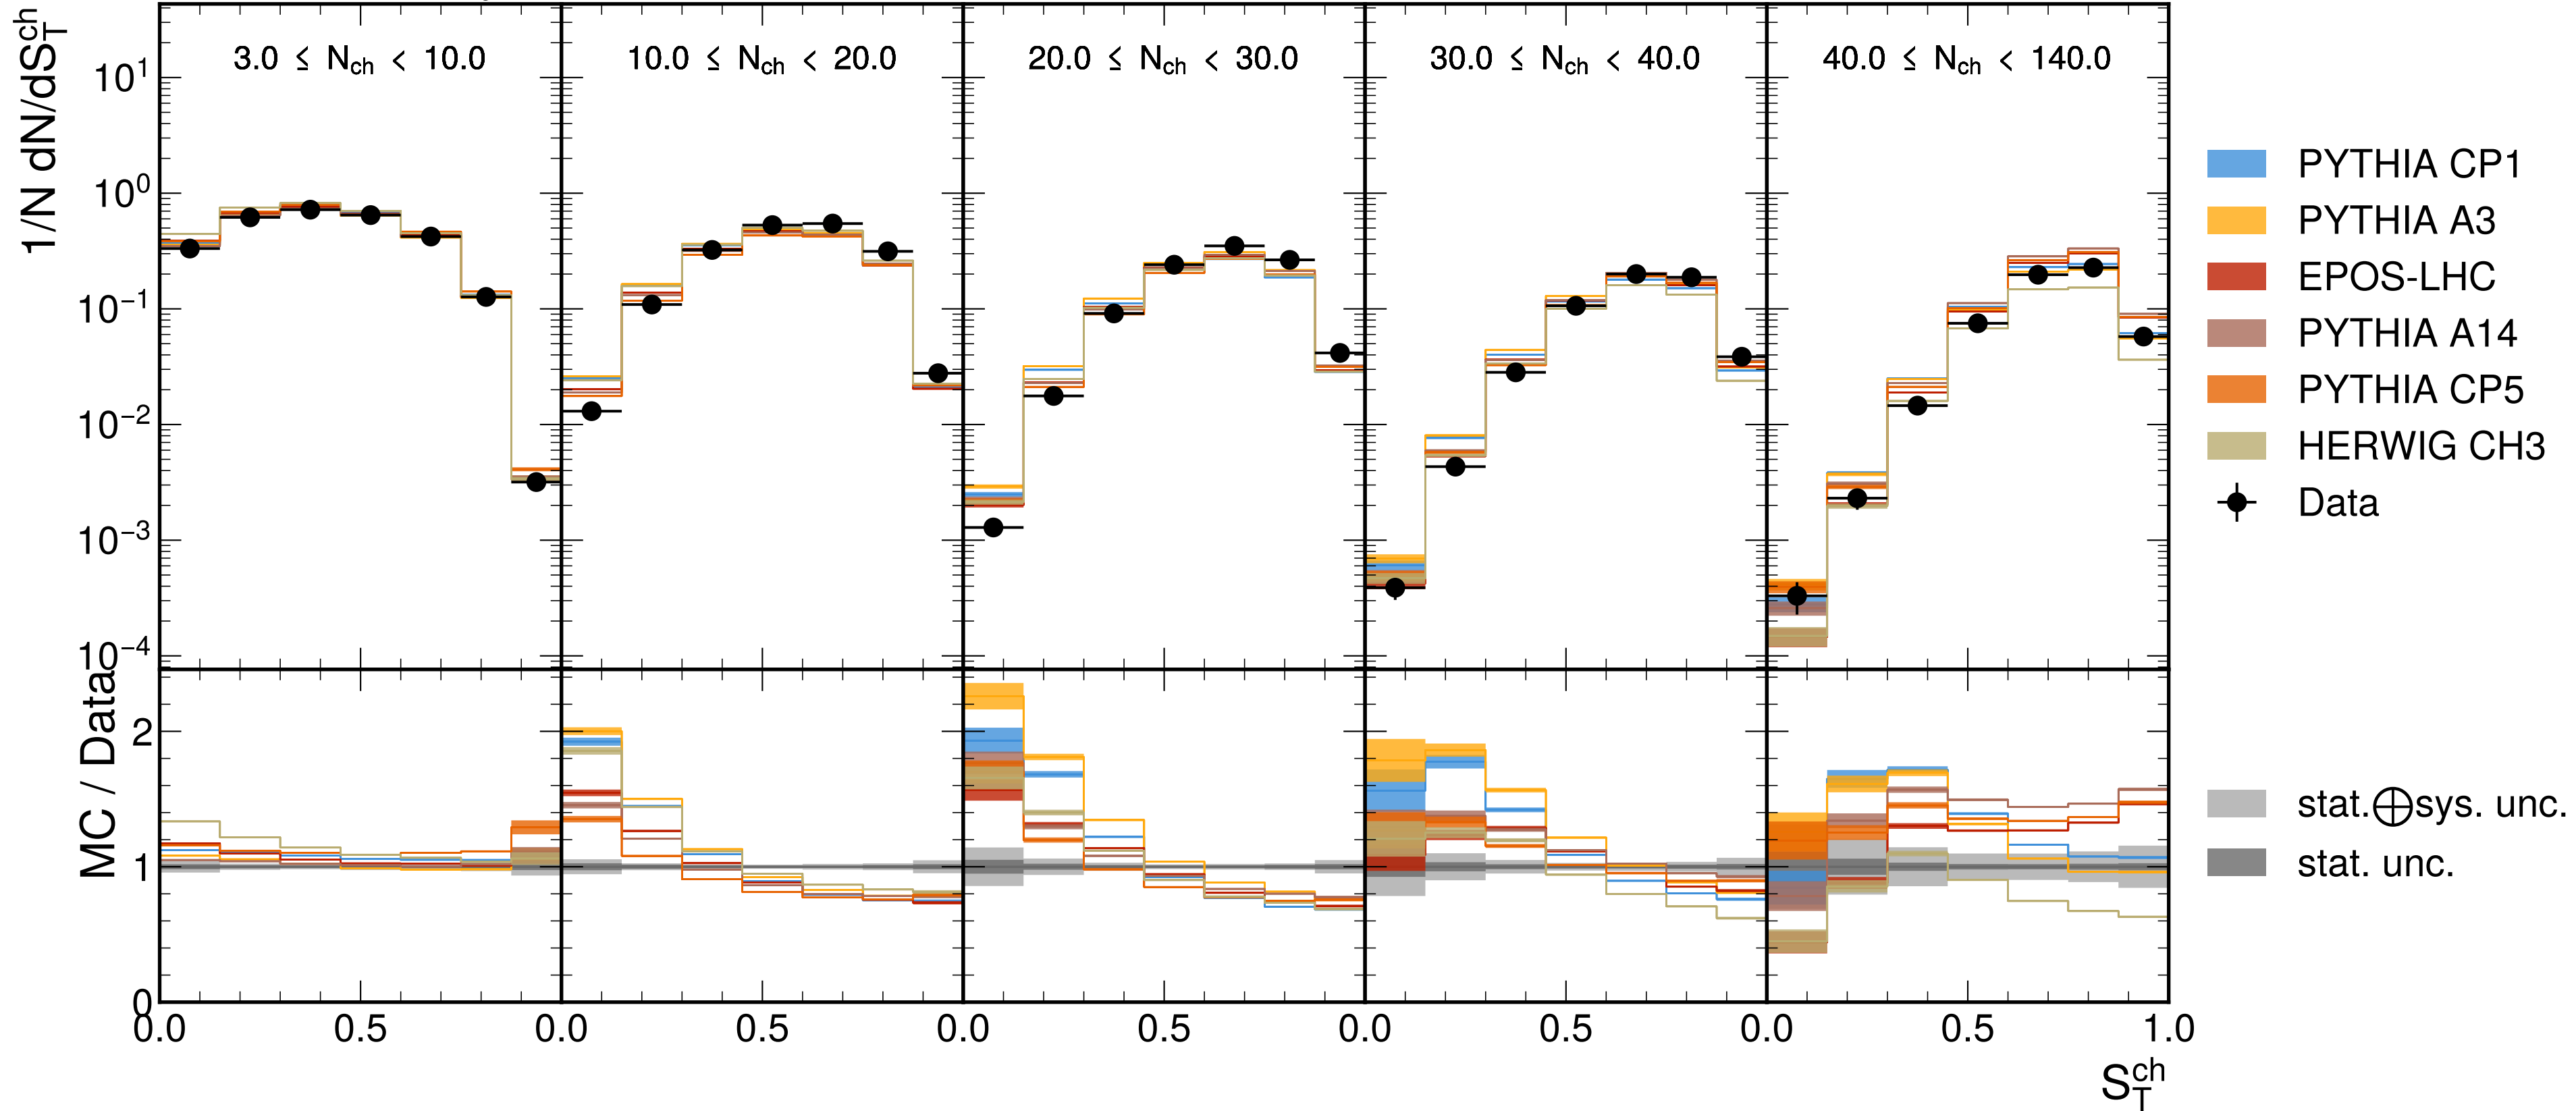 1/N dN/dS_T^ch
3.0 ≤ N_ch < 10.0
10.0 ≤ N_ch < 20.0
20.0 ≤ N_ch < 30.0
30.0 ≤ N_ch < 40.0
40.0 ≤ N_ch < 140.0
10^1
10^0
10^−1
10^−2
10^−3
10^−4
PYTHIA CP1
PYTHIA A3
EPOS-LHC
PYTHIA A14
PYTHIA CP5
HERWIG CH3
Data
MC / Data
2
1
0
stat.⊕sys. unc.
stat. unc.
0.0 0.5 0.0 0.5 0.0 0.5 0.0 0.5 0.0 0.5 1.0
S_T^ch